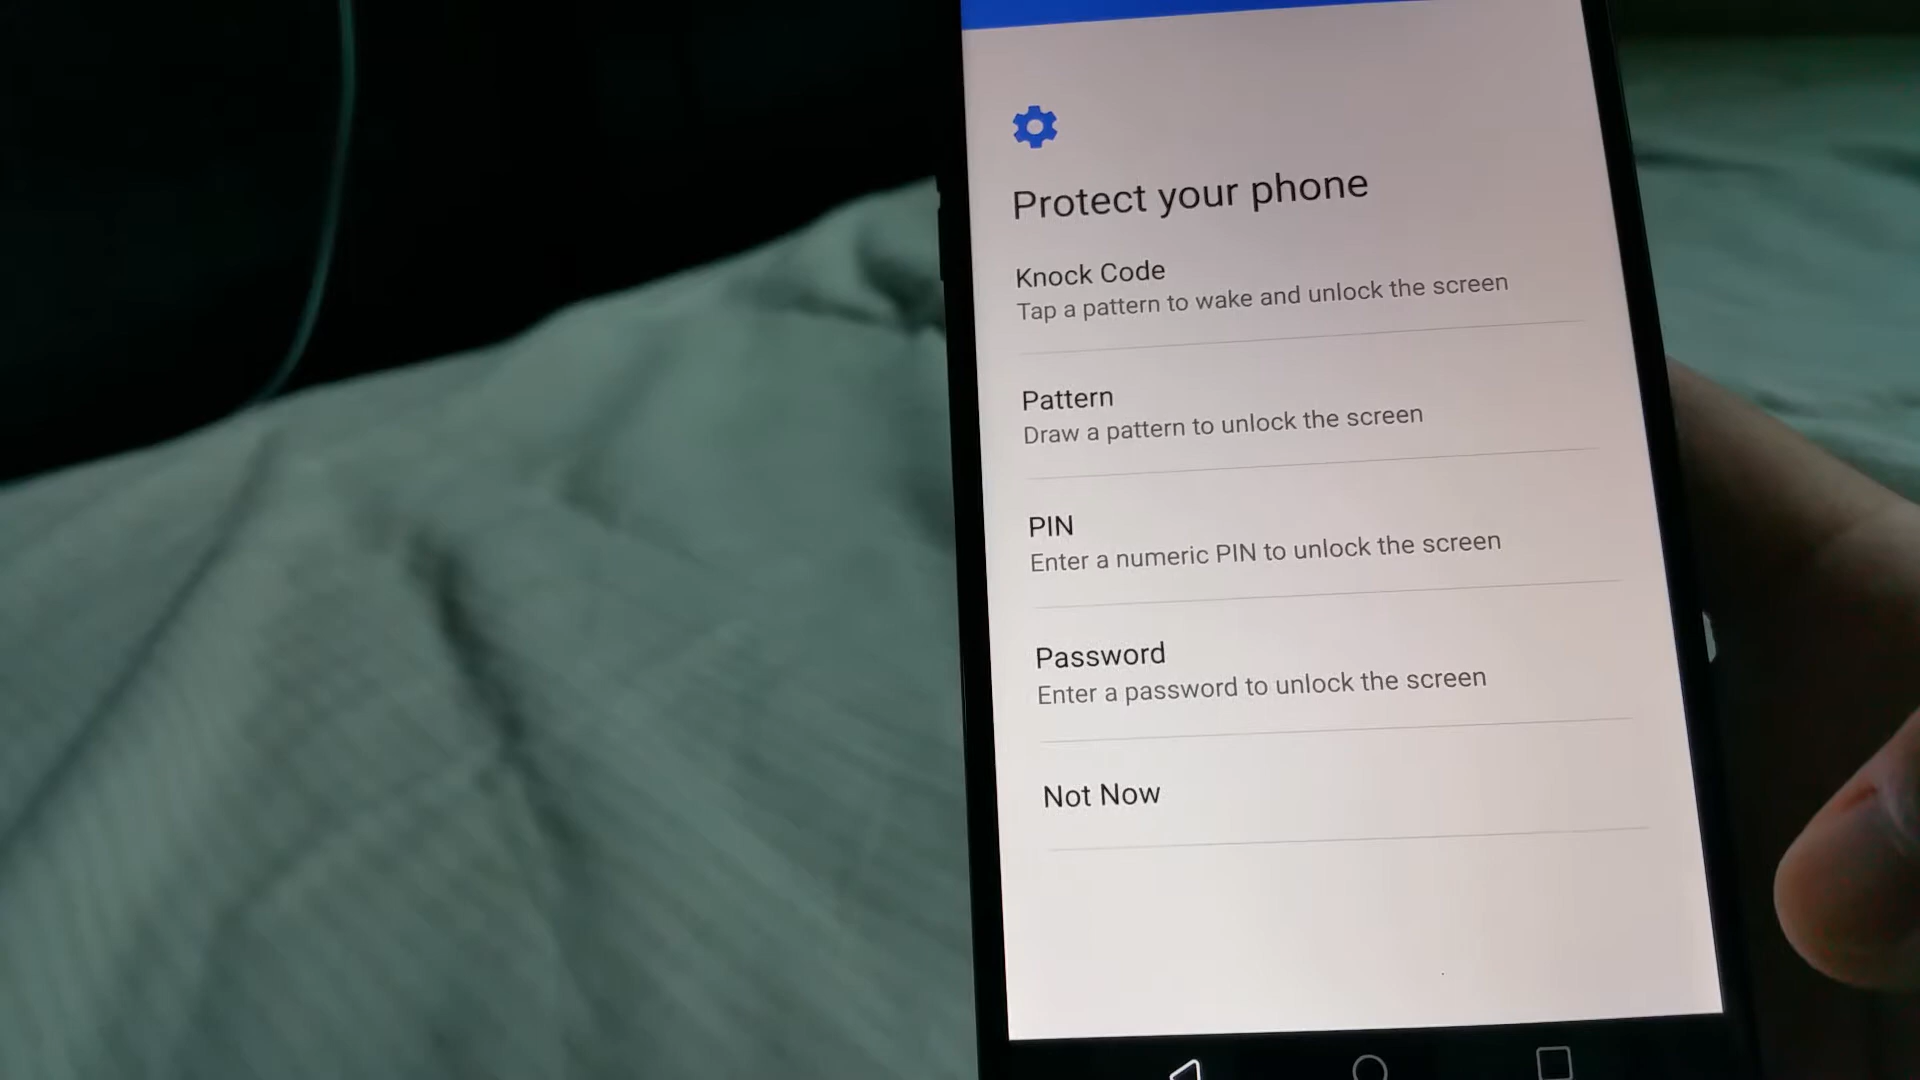 Protect your phone
Knock Code
Tap a pattern to wake and unlock the screen
Pattern
Draw a pattern to unlock the screen
PIN
Enter a numeric PIN to unlock the screen
Password
Enter a password to unlock the screen
Not Now